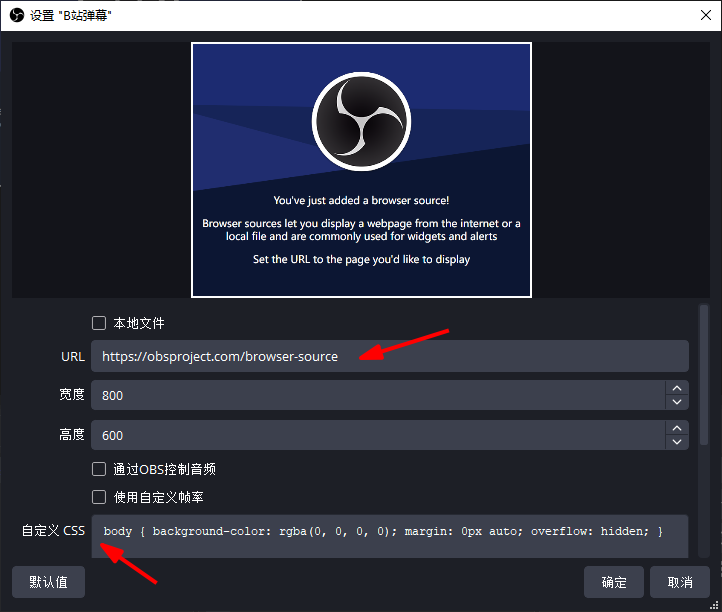 设置 "B站弹幕"
You've just added a browser source!
Browser sources let you display a webpage from the internet or a
local file and are commonly used for widgets and alerts
Set the URL to the page you'd like to display
本地文件
URL
https://obsproject.com/browser-source
宽度
800
高度
600
通过OBS控制音频
使用自定义帧率
自定义 CSS
body { background-color: rgba(0, 0, 0, 0); margin: 0px auto; overflow: hidden; }
默认值
确定
取消